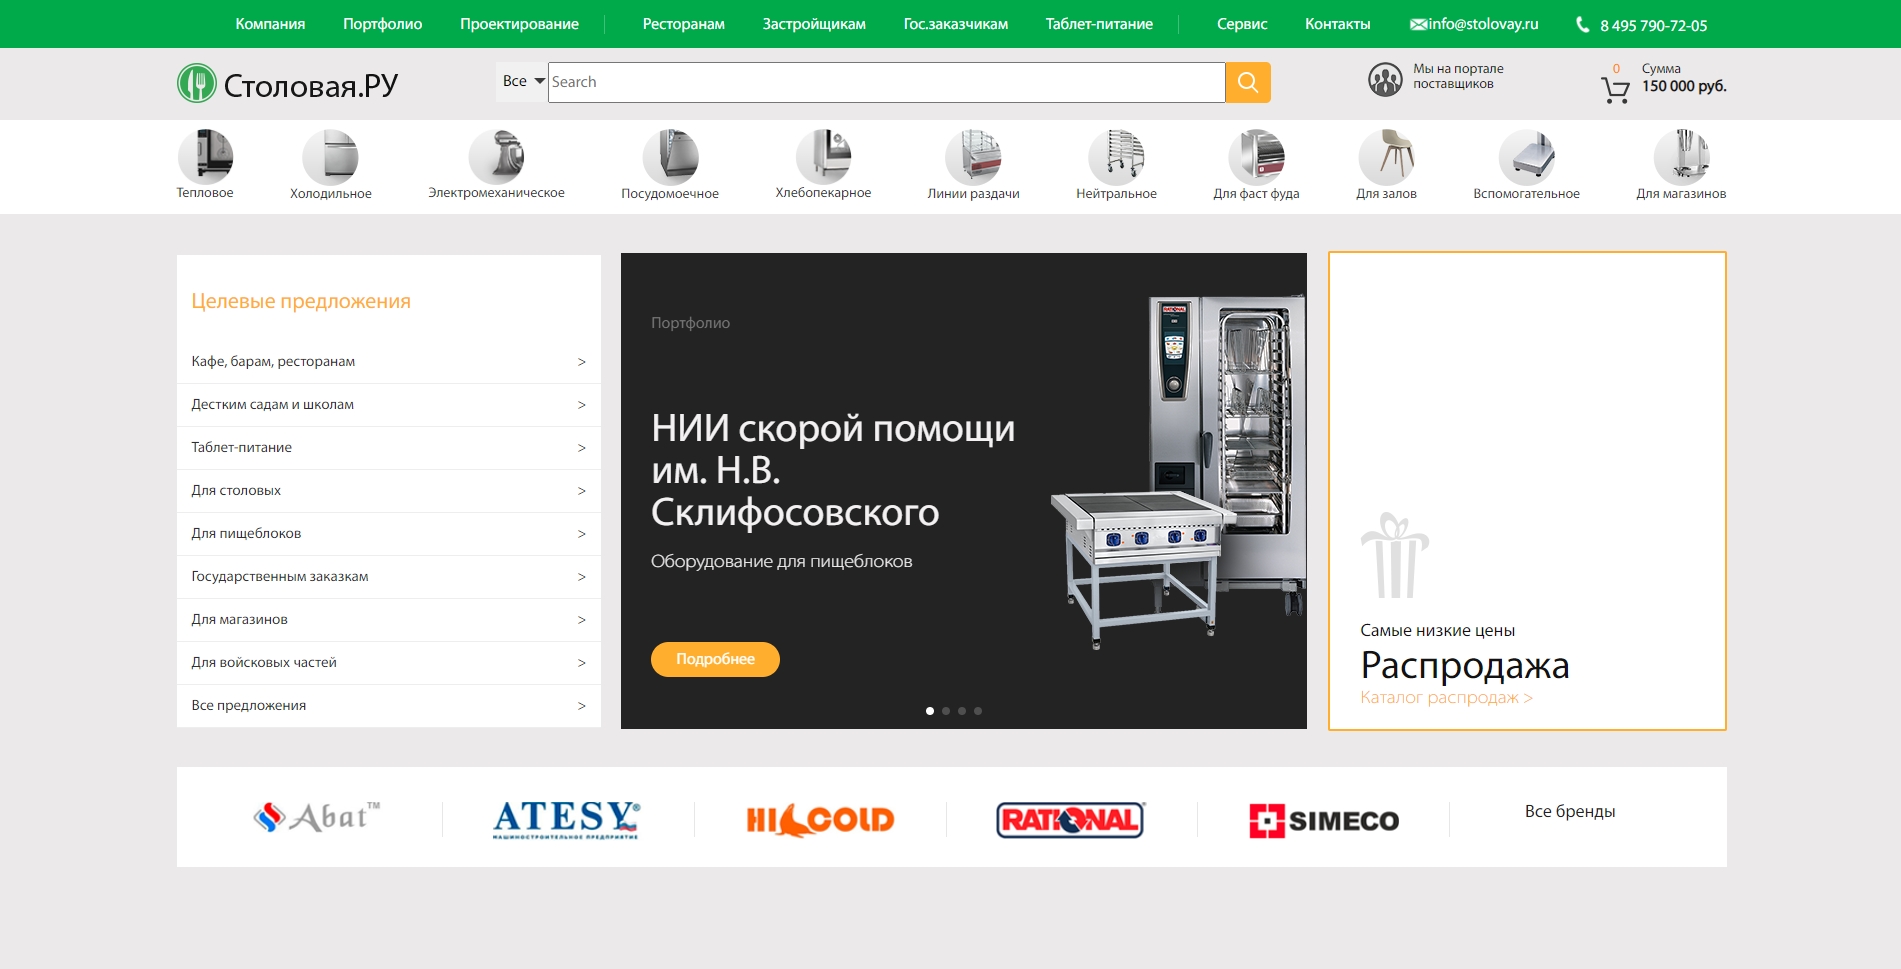 Компания Портфолио Проектирование Ресторанам Застройщикам Гос.заказчикам Таблет-питание Сервис Контакты info@stolovay.ru 8 495 790-72-05
Столовая.РУ
Все Search
Мы на портале
поставщиков
0 Сумма
150 000 руб.
Тепловое Холодильное Электромеханическое Посудомоечное Хлебопекарное Линии раздачи Нейтральное Для фаст фуда Для залов Вспомогательное Для магазинов
Целевые предложения
Кафе, барам, ресторанам >
Дестким садам и школам >
Таблет-питание >
Для столовых >
Для пищеблоков >
Государственным заказкам >
Для магазинов >
Для войсковых частей >
Все предложения >
Портфолио
НИИ скорой помощи
им. Н.В.
Склифосовского
Оборудование для пищеблоков
Подробнее
RATIONAL
Самые низкие цены
Распродажа
Каталог распродаж >
Abat™
ATESY®
МАШИНОСТРОИТЕЛЬНОЕ ПРЕДПРИЯТИЕ
HICOLD
RATIONAL
SIMECO
Все бренды